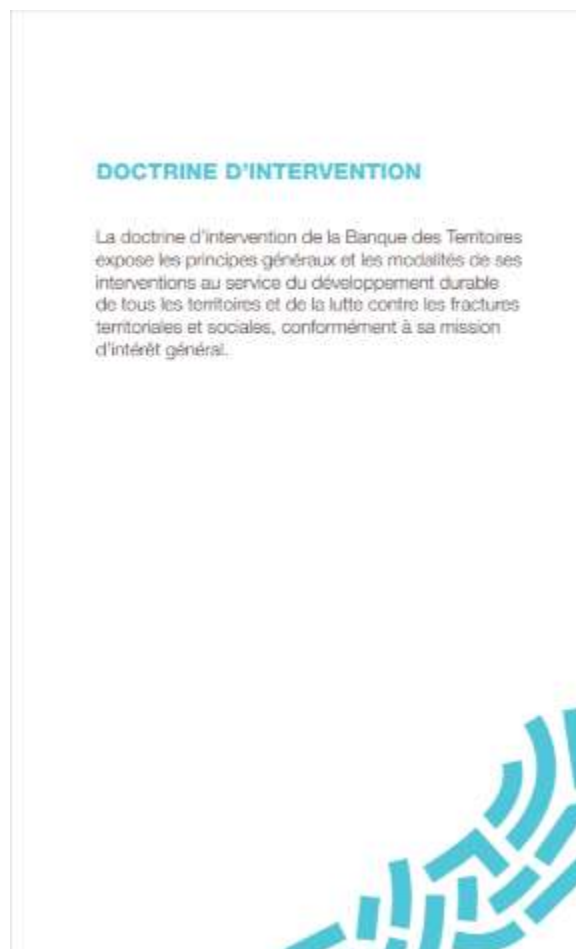 DOCTRINE D'INTERVENTION
La doctrine d'intervention de la Banque des Territoires
expose les principes généraux et les modalités de ses
interventions au service du développement durable
de tous les territoires et de la lutte contre les fractures
territoriales et sociales, conformément à sa mission
d'intérêt général.